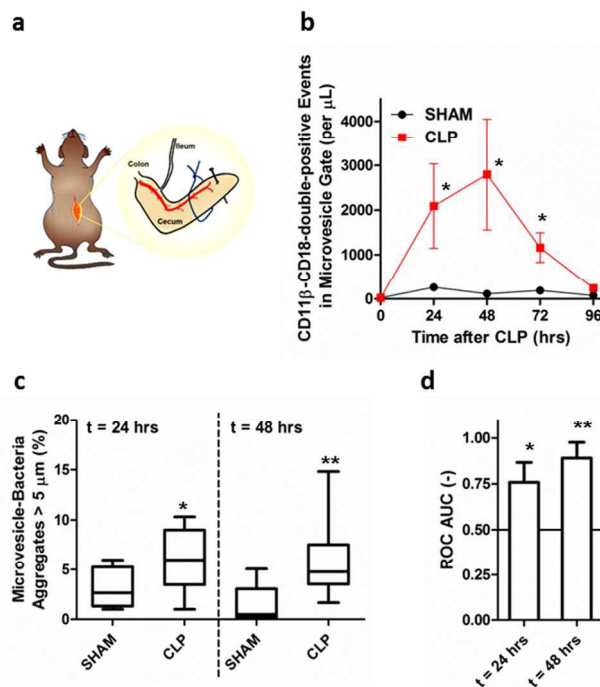 a
Colon
Ileum
Cecum
b
CD11β-CD18-double-positive Events
in Microvesicle Gate (per μL)
SHAM
CLP
4000
3000
2000
1000
0
*
*
*
0 24 48 72 96
Time after CLP (hrs)
c
Microvesicle-Bacteria
Aggregates > 5 μm (%)
t = 24 hrs
t = 48 hrs
20
15
10
5
0
*
**
SHAM CLP SHAM CLP
d
ROC AUC (-)
1.00
0.75
0.50
0.25
0.00
*
**
t = 24 hrs
t = 48 hrs